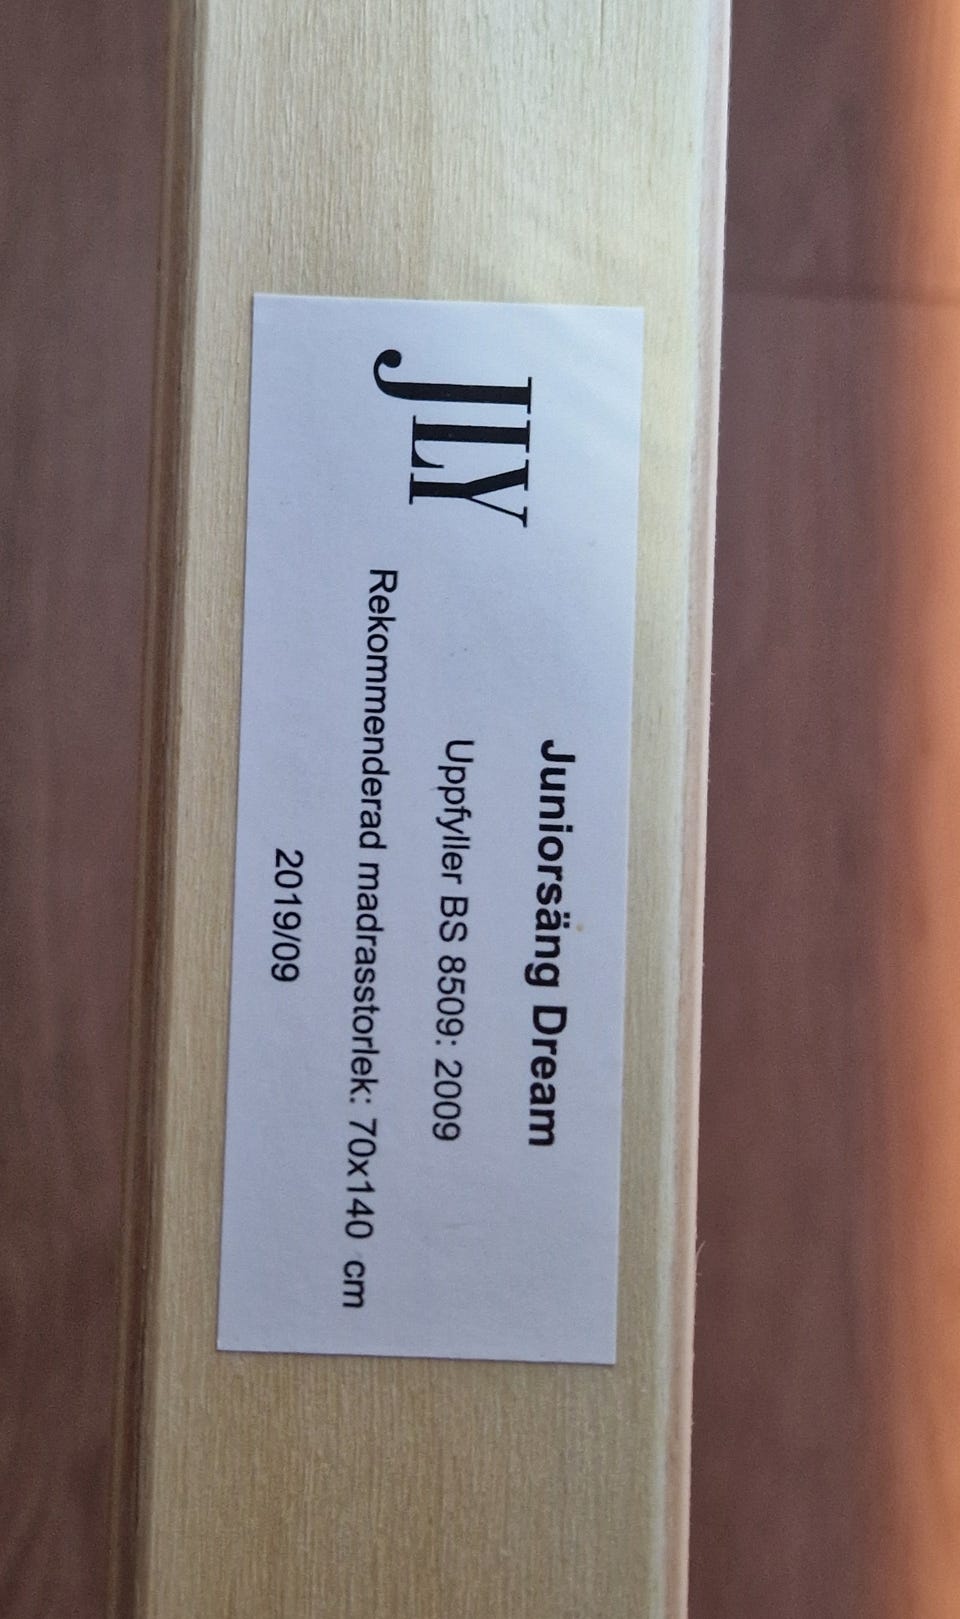 JLY
Juniorsäng Dream
Uppfyller BS 8509: 2009
Rekommenderad madrasstorlek: 70x140 cm
2019/09